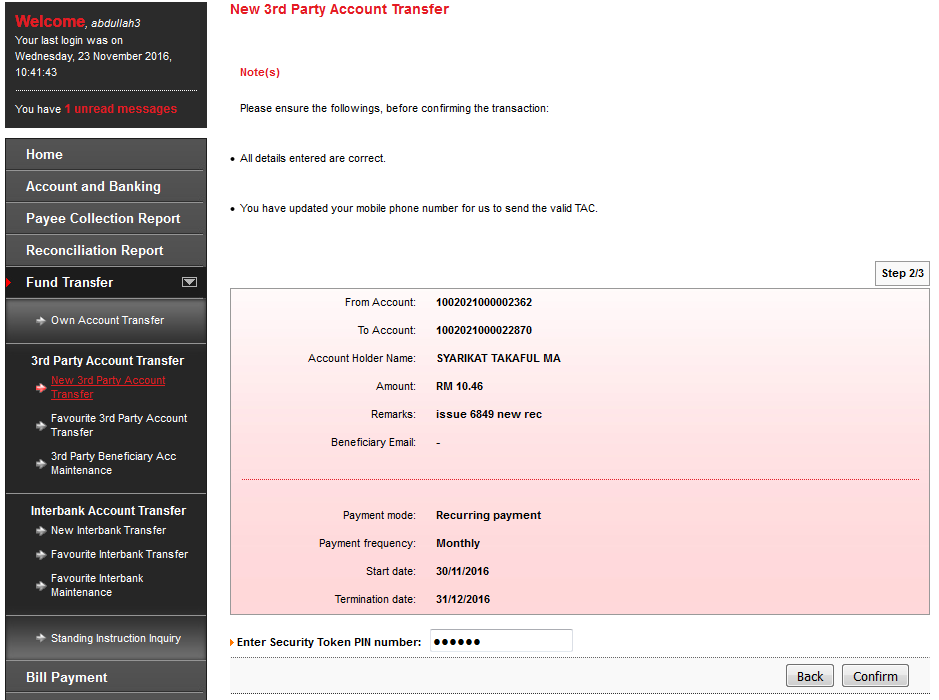 Welcome, abdullah3
Your last login was on
Wednesday, 23 November 2016,
10:41:43
You have 1 unread messages
Home
Account and Banking
Payee Collection Report
Reconciliation Report
Fund Transfer
Own Account Transfer
3rd Party Account Transfer
New 3rd Party Account
Transfer
Favourite 3rd Party Account
Transfer
3rd Party Beneficiary Acc
Maintenance
Interbank Account Transfer
New Interbank Transfer
Favourite Interbank Transfer
Favourite Interbank
Maintenance
Standing Instruction Inquiry
Bill Payment
New 3rd Party Account Transfer
Note(s)
Please ensure the followings, before confirming the transaction:
• All details entered are correct.
• You have updated your mobile phone number for us to send the valid TAC.
Step 2/3
From Account: 1002021000002362
To Account: 1002021000022870
Account Holder Name: SYARIKAT TAKAFUL MA
Amount: RM 10.46
Remarks: issue 6849 new rec
Beneficiary Email: -
Payment mode: Recurring payment
Payment frequency: Monthly
Start date: 30/11/2016
Termination date: 31/12/2016
Enter Security Token PIN number: ●●●●●●
Back Confirm